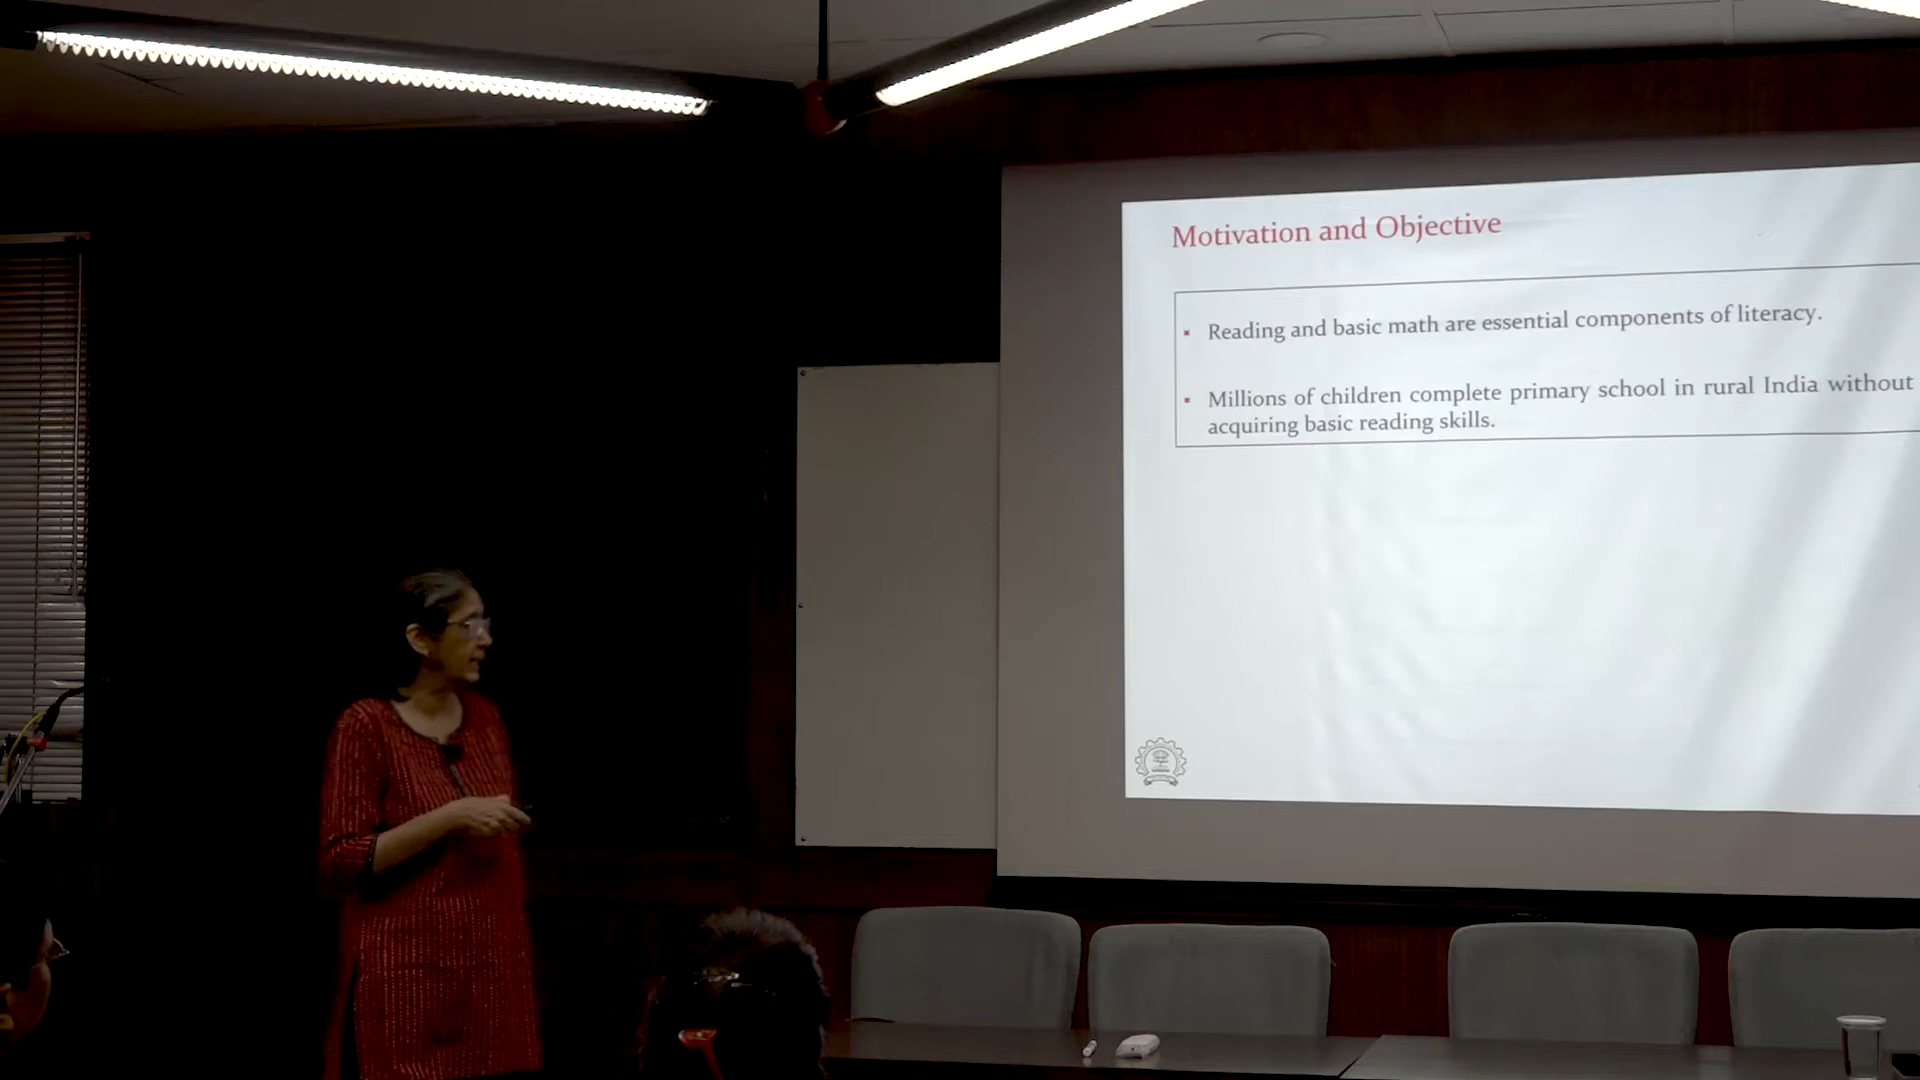 Motivation and Objective
Reading and basic math are essential components of literacy.
Millions of children complete primary school in rural India without
acquiring basic reading skills.